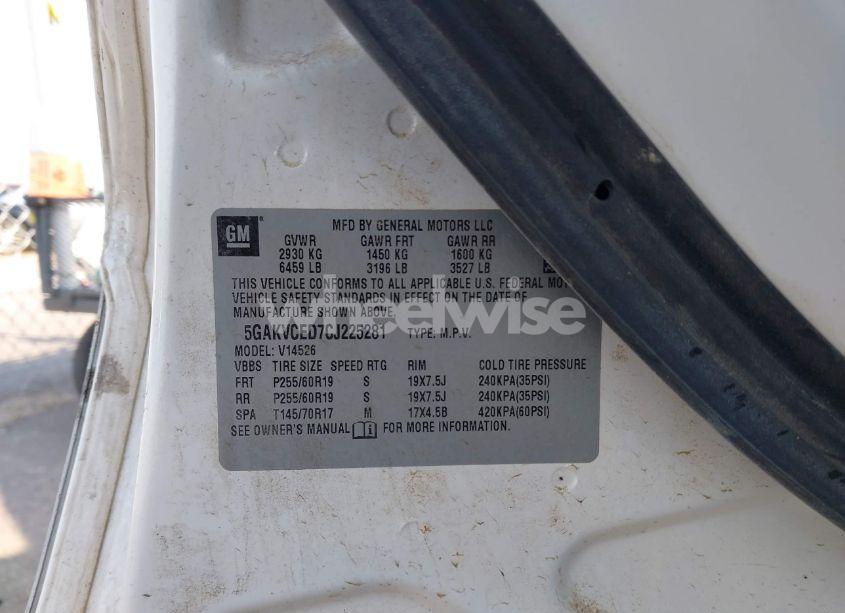 GM
MFD BY GENERAL MOTORS LLC
GVWR GAWR FRT GAWR RR
2930 KG 1450 KG 1600 KG
6459 LB 3196 LB 3527 LB
THIS VEHICLE CONFORMS TO ALL APPLICABLE U.S. FEDERAL MOTOR
VEHICLE SAFETY STANDARDS IN EFFECT ON THE DATE OF
MANUFACTURE SHOWN ABOVE.
5GAKVCED7CJ225281 TYPE: M.P.V.
MODEL: V14526
VBBS TIRE SIZE SPEED RTG RIM COLD TIRE PRESSURE
FRT P255/60R19 S 19X7.5J 240KPA(35PSI)
RR P255/60R19 S 19X7.5J 240KPA(35PSI)
SPA T145/70R17 M 17X4.5B 420KPA(60PSI)
SEE OWNER'S MANUAL FOR MORE INFORMATION.